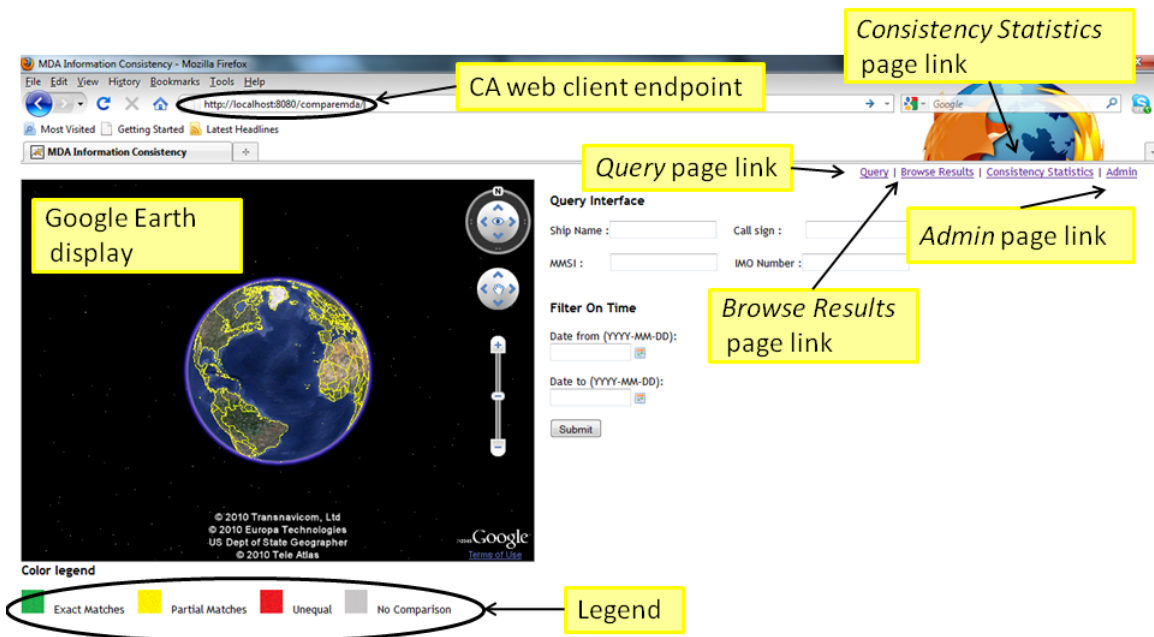 Consistency Statistics
page link
MDA Information Consistency - Mozilla Firefox
File Edit View History Bookmarks Tools Help
CA web client endpoint
http://localhost:8080/comparemda/
Google
Most Visited Getting Started Latest Headlines
MDA Information Consistency
Query page link
Query | Browse Results | Consistency Statistics | Admin
Google Earth
display
N
Query Interface
Ship Name :
Call sign :
Admin page link
MMSI :
IMO Number :
Browse Results
page link
Filter On Time
Date from (YYYY-MM-DD):
Date to (YYYY-MM-DD):
Submit
© 2010 Transnavicom, Ltd
© 2010 Europa Technologies
US Dept of State Geographer
© 2010 Tele Atlas
Google
Terms of Use
Color legend
Exact Matches Partial Matches Unequal No Comparison
Legend